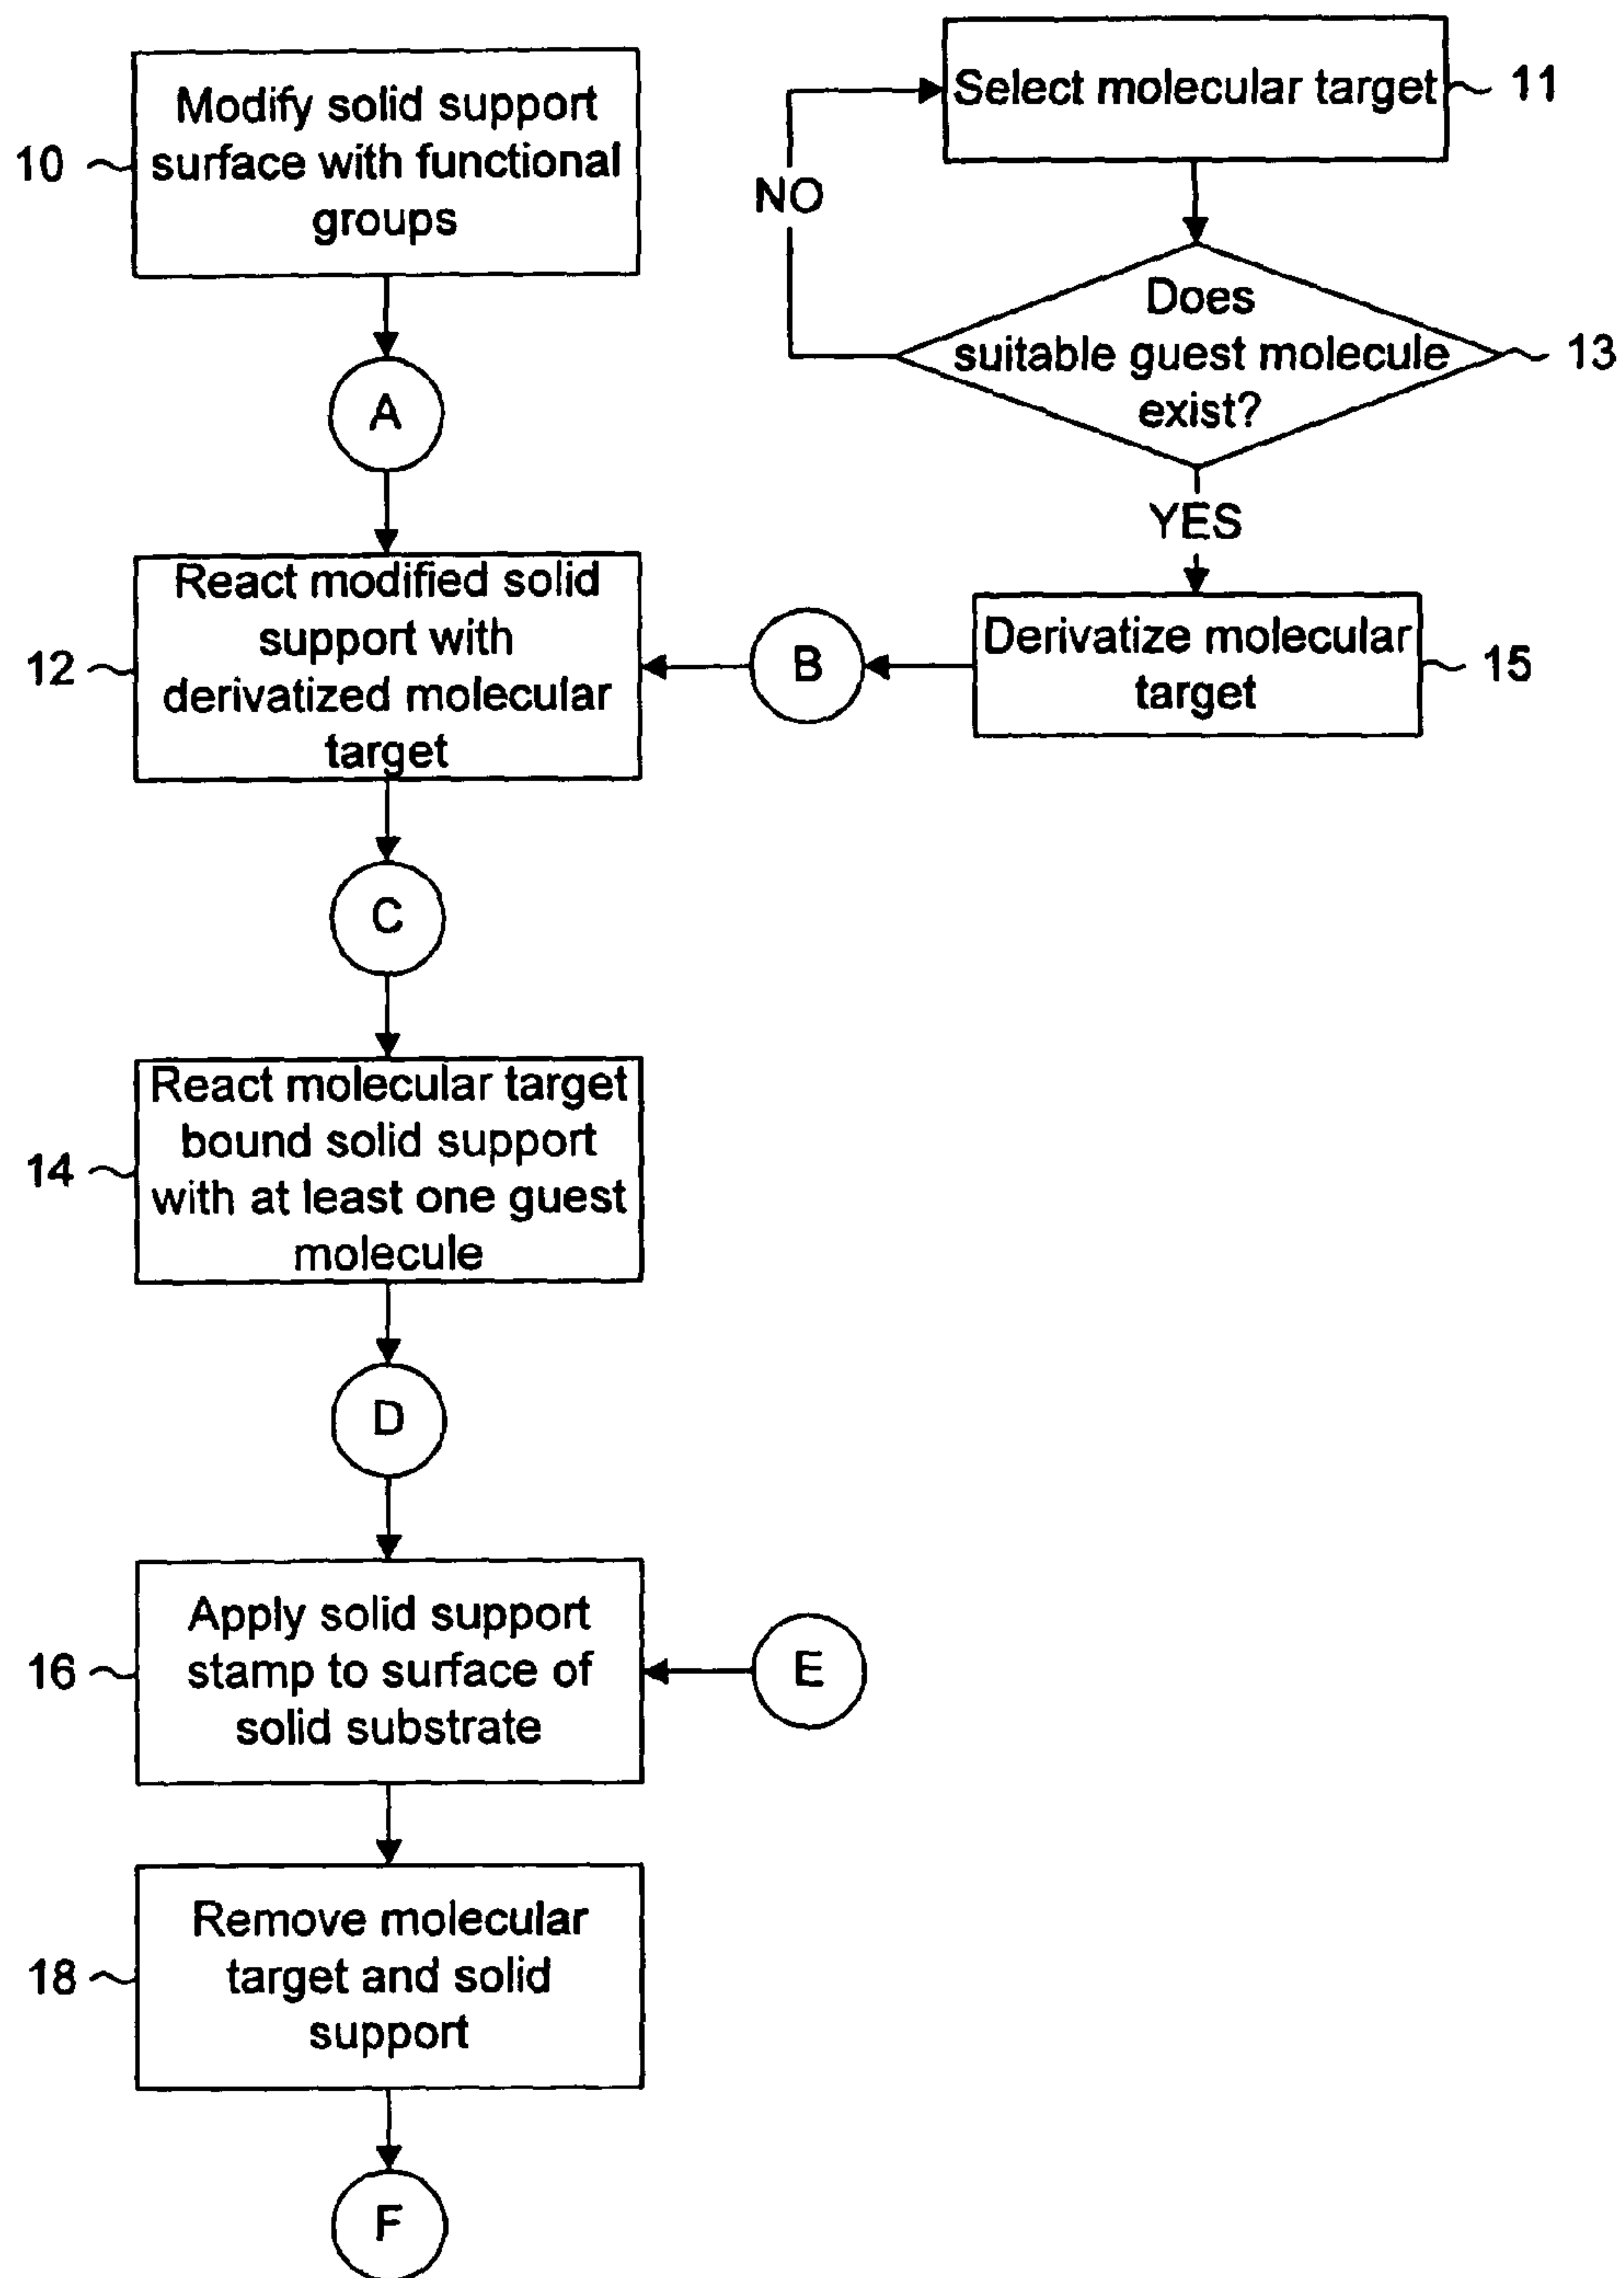 Modify solid support
surface with functional
groups
10
A
React modified solid
support with
derivatized molecular
target
12
C
React molecular target
bound solid support
with at least one guest
molecule
14
D
Apply solid support
stamp to surface of
solid substrate
16
E
Remove molecular
target and solid
support
18
F
Select molecular target
11
NO
Does
suitable guest molecule
exist?
13
YES
Derivatize molecular
target
15
B